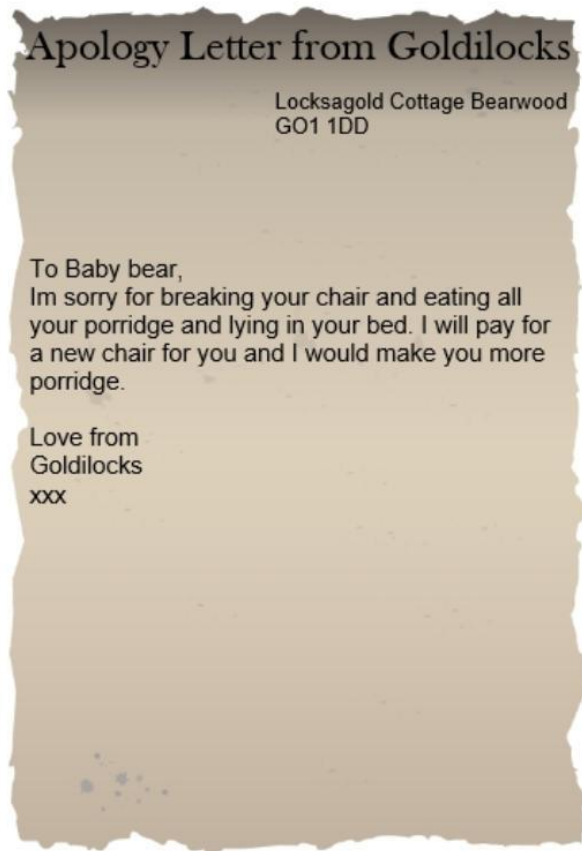 Apology Letter from Goldilocks
Locksagold Cottage Bearwood
GO1 1DD
To Baby bear,
Im sorry for breaking your chair and eating all
your porridge and lying in your bed. I will pay for
a new chair for you and I would make you more
porridge.
Love from
Goldilocks
xxx